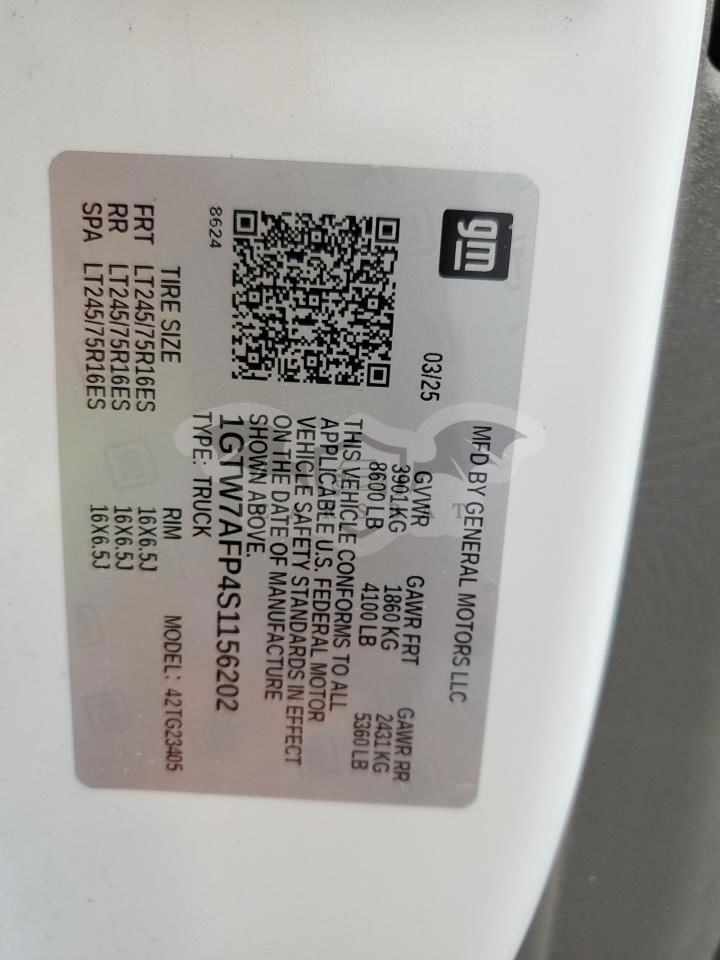 gm
MFD BY GENERAL MOTORS LLC
03/25
GVWR GAWR FRT GAWR RR
3901 KG 1860 KG 2431 KG
8600 LB 4100 LB 5360 LB
THIS VEHICLE CONFORMS TO ALL
APPLICABLE U.S. FEDERAL MOTOR
VEHICLE SAFETY STANDARDS IN EFFECT
ON THE DATE OF MANUFACTURE
SHOWN ABOVE.
1GTW7AFP4S1156202
8624
TYPE: TRUCK
TIRE SIZE RIM MODEL: 42TG23405
FRT LT245/75R16ES 16X6.5J
RR LT245/75R16ES 16X6.5J
SPA LT245/75R16ES 16X6.5J